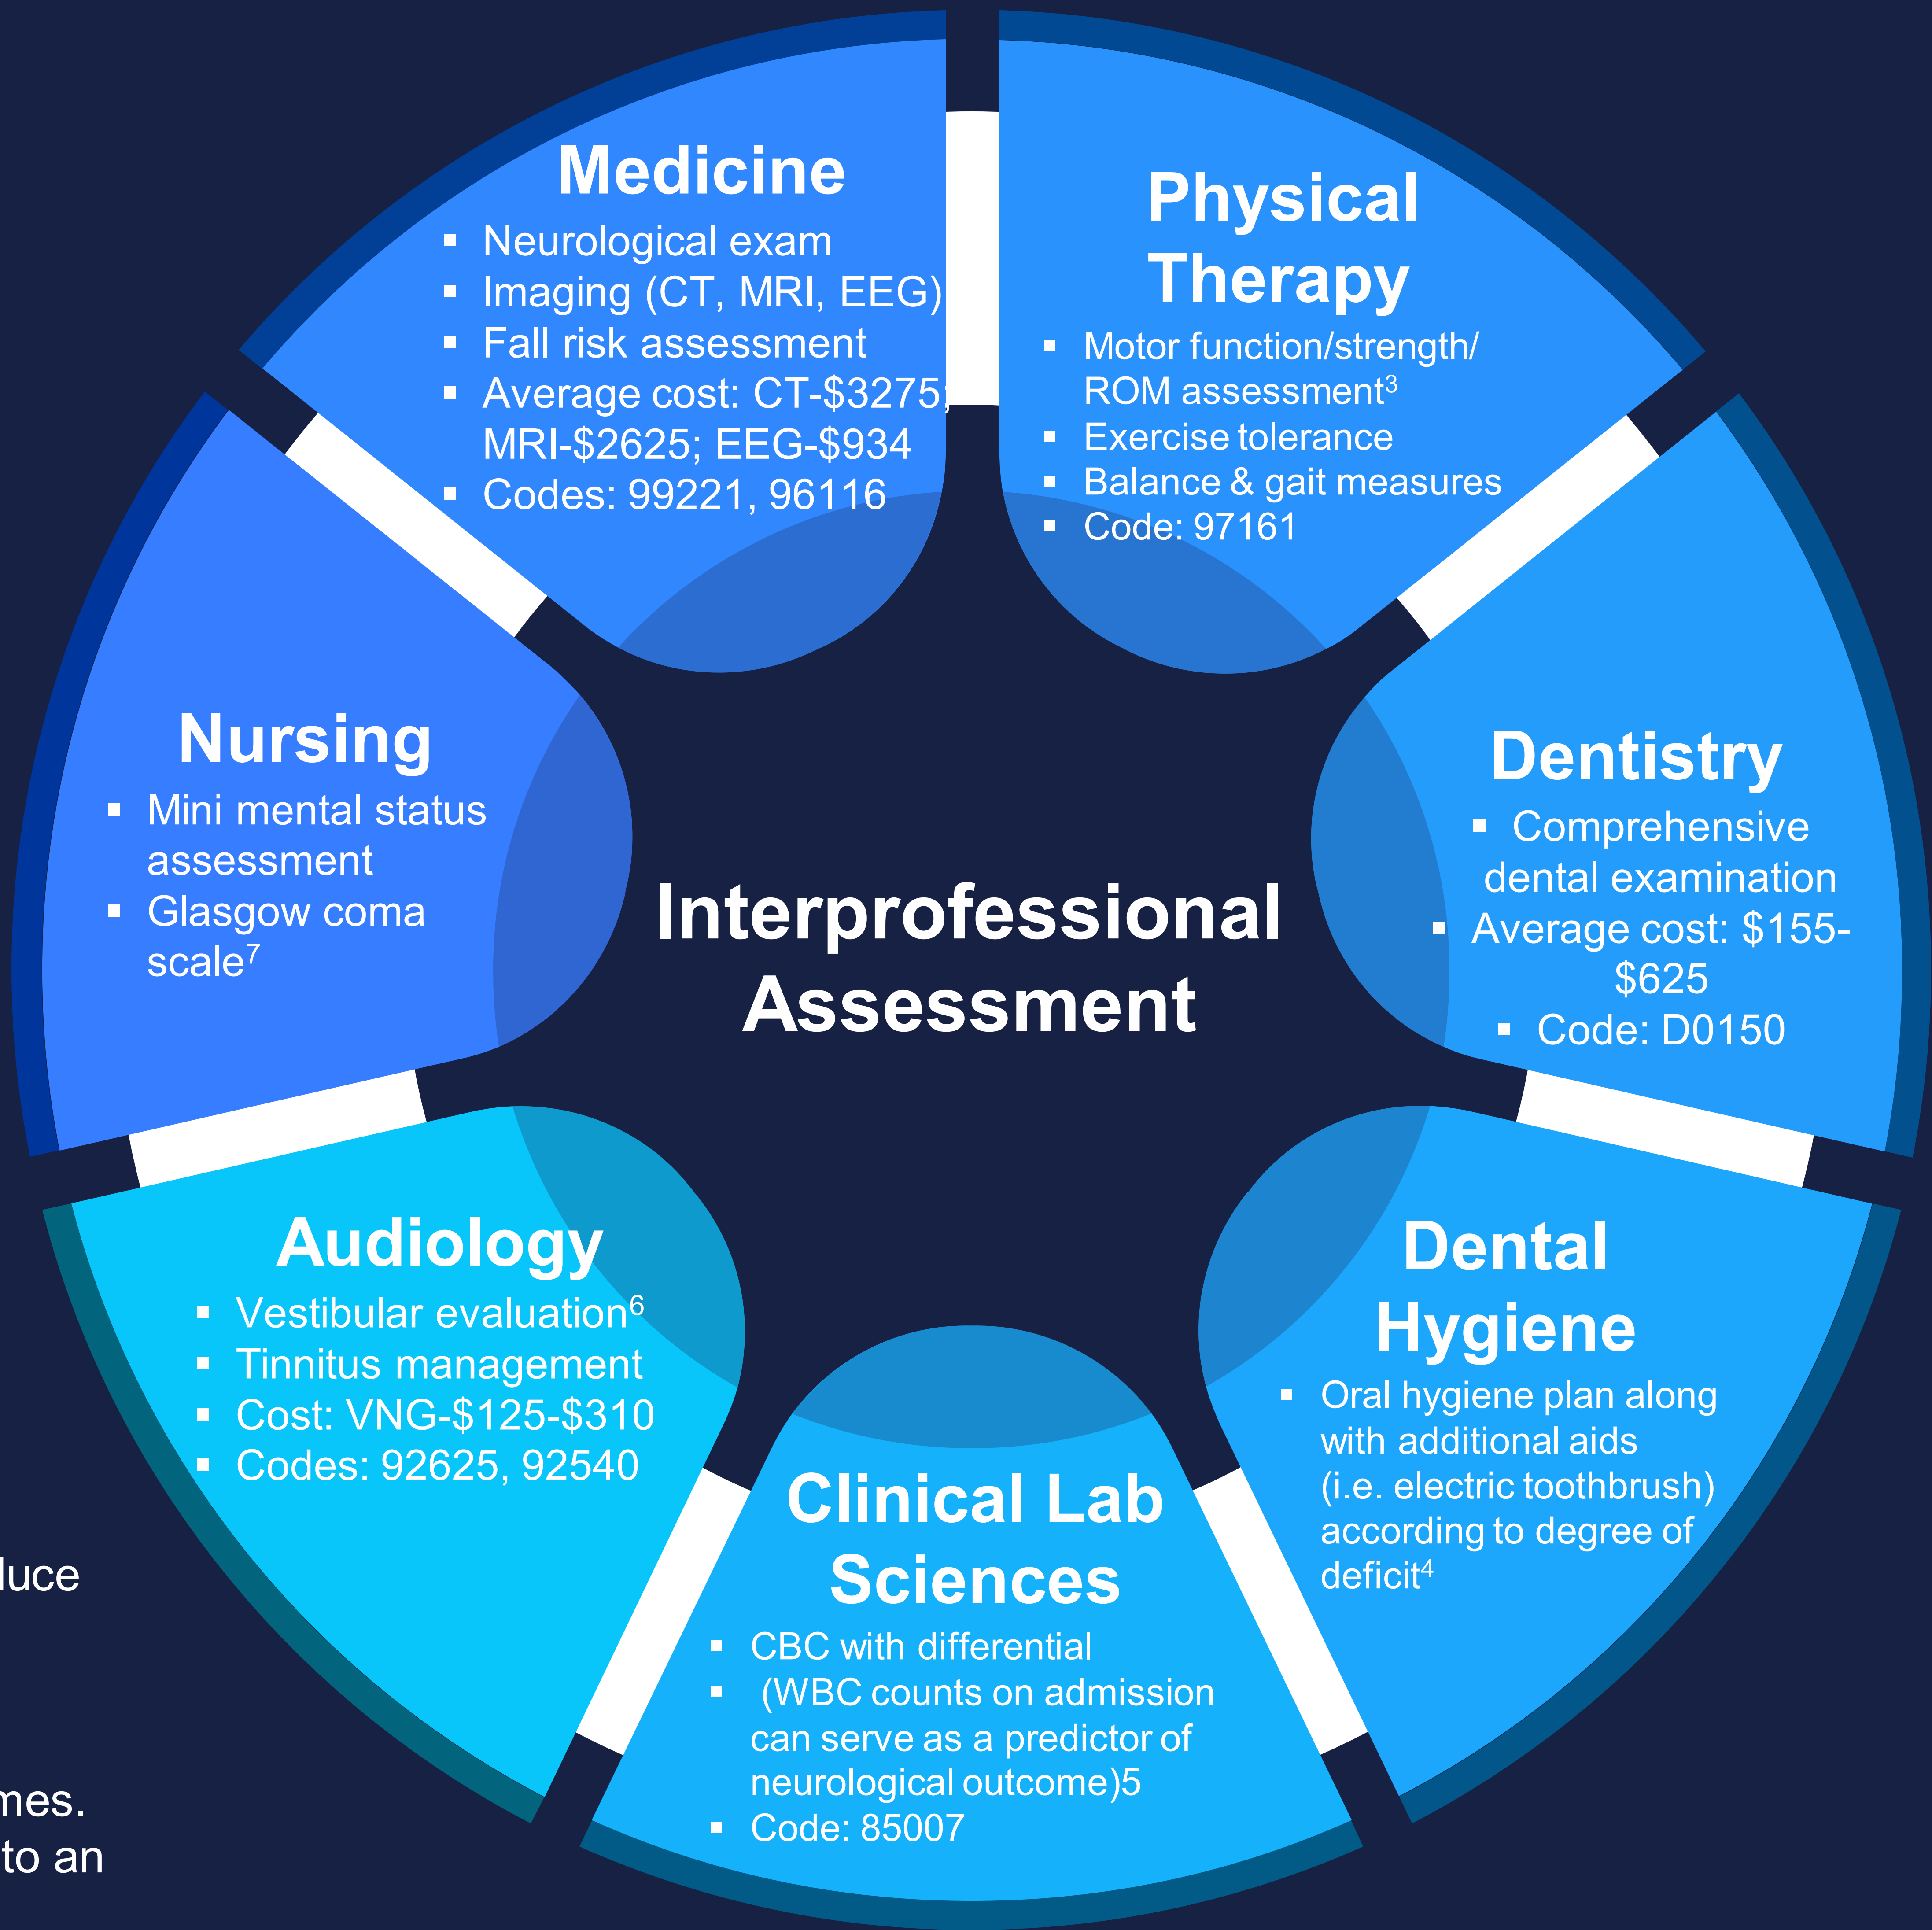 Medicine
▪ Neurological exam
▪ Imaging (CT, MRI, EEG)
▪ Fall risk assessment
▪ Average cost: CT-$3275;
MRI-$2625; EEG-$934
▪ Codes: 99221, 96116
Physical
Therapy
▪ Motor function/strength/
ROM assessment³
▪ Exercise tolerance
▪ Balance & gait measures
▪ Code: 97161
Dentistry
▪ Comprehensive
dental examination
▪ Average cost: $155-
$625
▪ Code: D0150
Dental
Hygiene
▪ Oral hygiene plan along
with additional aids
(i.e. electric toothbrush)
according to degree of
deficit⁴
Clinical Lab
Sciences
▪ CBC with differential
▪ (WBC counts on admission
can serve as a predictor of
neurological outcome)5
▪ Code: 85007
Audiology
▪ Vestibular evaluation⁶
▪ Tinnitus management
▪ Cost: VNG-$125-$310
▪ Codes: 92625, 92540
Nursing
▪ Mini mental status
assessment
▪ Glasgow coma
scale⁷
Interprofessional
Assessment
luce
mes.
to an